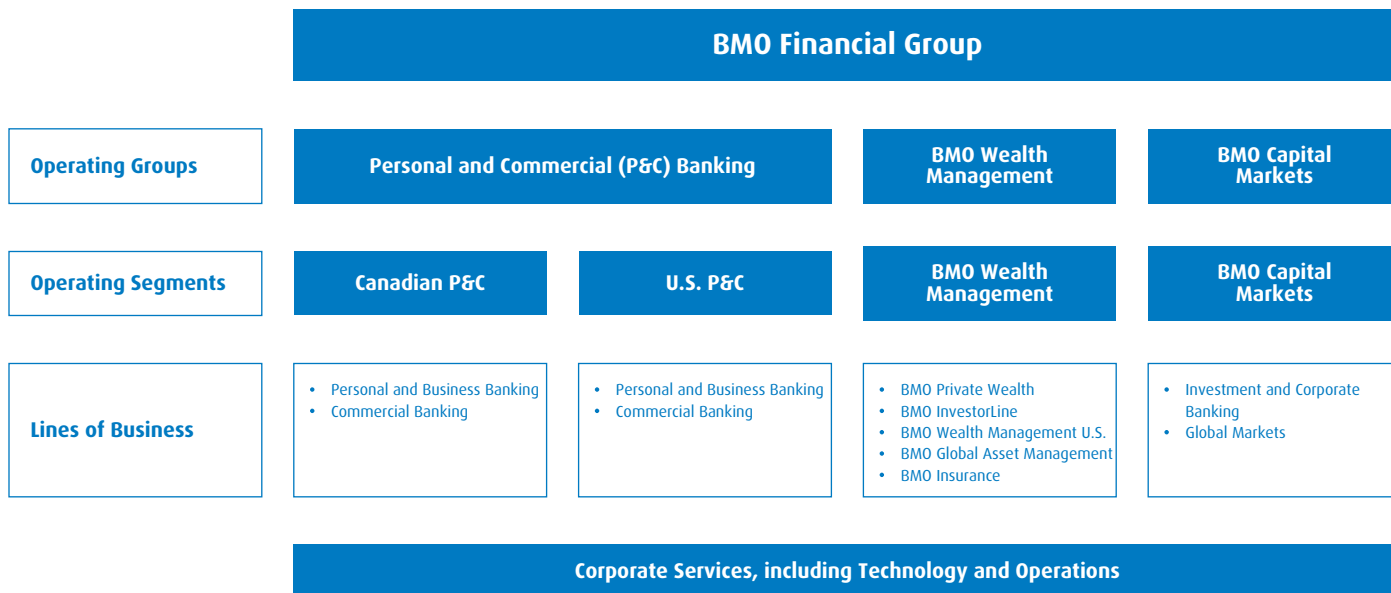 BMO Financial Group
Operating Groups
Personal and Commercial (P&C) Banking
BMO Wealth
Management
BMO Capital
Markets
Operating Segments
Canadian P&C
U.S. P&C
BMO Wealth
Management
BMO Capital
Markets
Lines of Business
• Personal and Business Banking
• Commercial Banking
• Personal and Business Banking
• Commercial Banking
• BMO Private Wealth
• BMO InvestorLine
• BMO Wealth Management U.S.
• BMO Global Asset Management
• BMO Insurance
• Investment and Corporate
Banking
• Global Markets
Corporate Services, including Technology and Operations